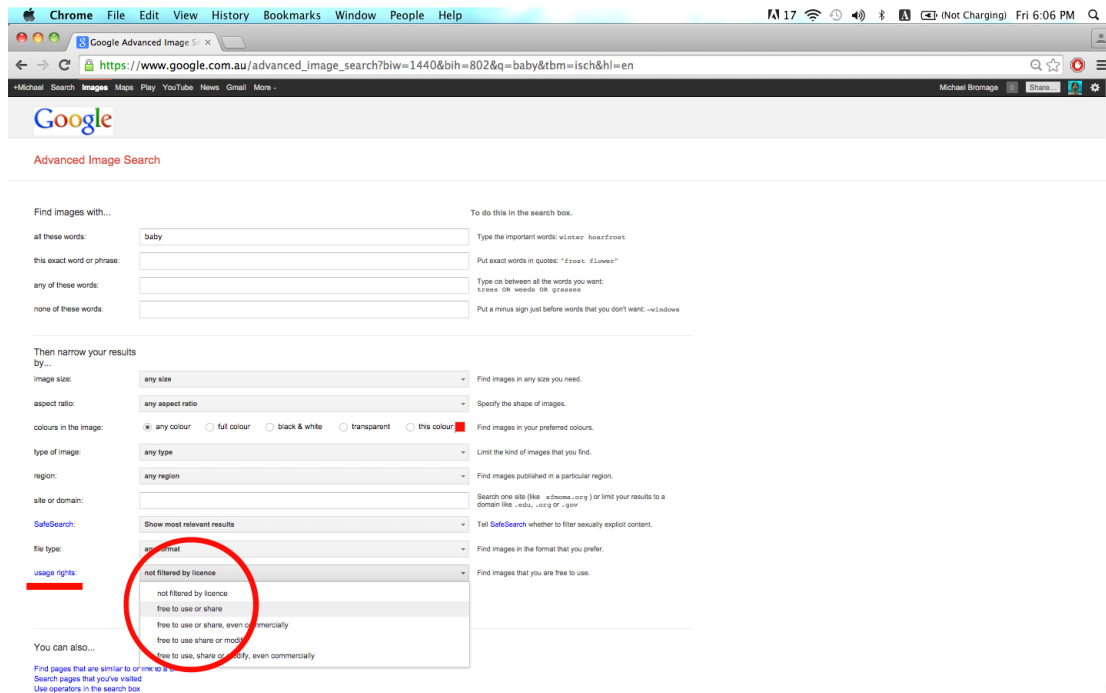 Chrome File Edit View History Bookmarks Window People Help 17 (Not Charging) Fri 6:06 PM
Google Advanced Image Se ×
https://www.google.com.au/advanced_image_search?biw=1440&bih=802&q=baby&tbm=isch&hl=en
+Michael Search Images Maps Play YouTube News Gmail More Michael Bromage Share...
Google
Advanced Image Search
Find images with... To do this in the search box.
all these words: baby Type the important words: winter hoarfrost
this exact word or phrase: Put exact words in quotes: "frost flower"
any of these words: Type OR between all the words you want:
trees OR weeds OR grasses
none of these words: Put a minus sign just before words that you don't want: -windows
Then narrow your results
by...
image size: any size Find images in any size you need.
aspect ratio: any aspect ratio Specify the shape of images.
colours in the image: any colour full colour black & white transparent this colour: Find images in your preferred colours.
type of image: any type Limit the kind of images that you find.
region: any region Find images published in a particular region.
site or domain: Search one site (like sfmoma.org ) or limit your results to a
domain like .edu, .org or .gov
SafeSearch: Show most relevant results Tell SafeSearch whether to filter sexually explicit content.
file type: any format Find images in the format that you prefer.
usage rights: not filtered by licence Find images that you are free to use.
not filtered by licence
free to use or share
free to use or share, even commercially
free to use share or modify
free to use, share or modify, even commercially
You can also...
Find pages that are similar to or link to a
Search pages that you've visited
Use operators in the search box